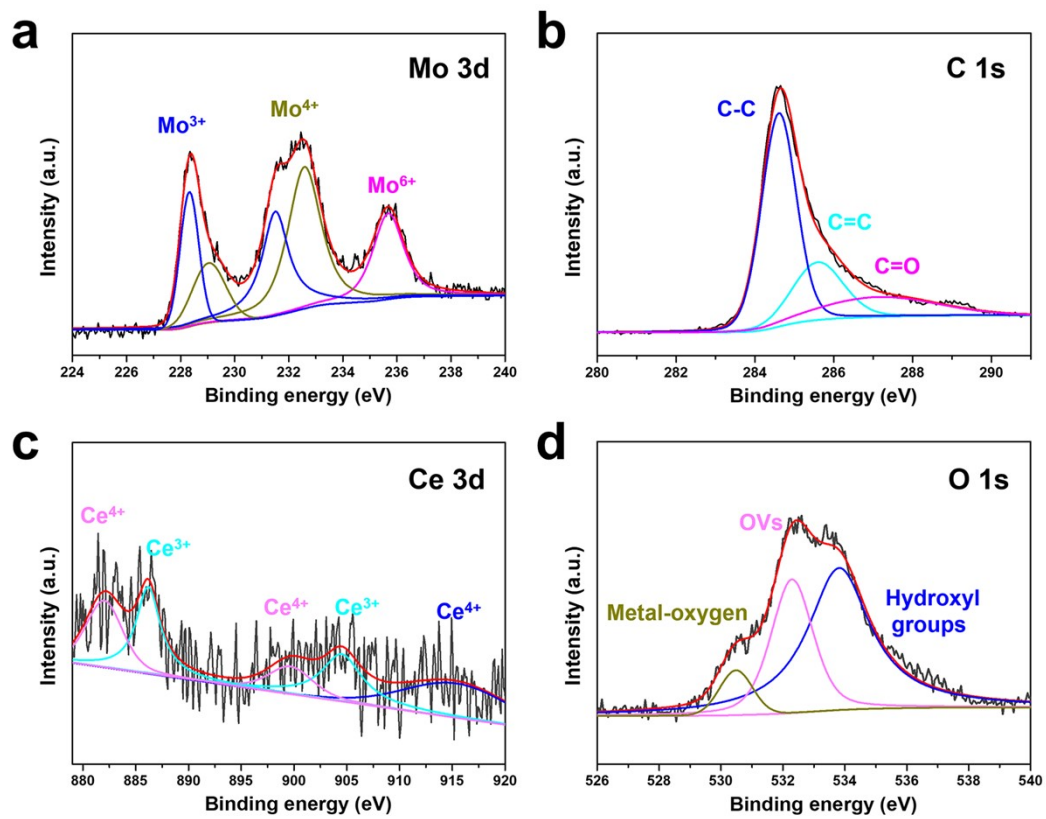 a
Mo 3d
Mo³⁺
Mo⁴⁺
Mo⁶⁺
Intensity (a.u.)
224 226 228 230 232 234 236 238 240
Binding energy (eV)
b
C 1s
C-C
C=C
C=O
Intensity (a.u.)
280 282 284 286 288 290
Binding energy (eV)
c
Ce 3d
Ce⁴⁺
Ce³⁺
Ce⁴⁺
Ce³⁺
Ce⁴⁺
Intensity (a.u.)
880 885 890 895 900 905 910 915 920
Binding energy (eV)
d
O 1s
OVs
Metal-oxygen
Hydroxyl
groups
Intensity (a.u.)
526 528 530 532 534 536 538 540
Binding energy (eV)